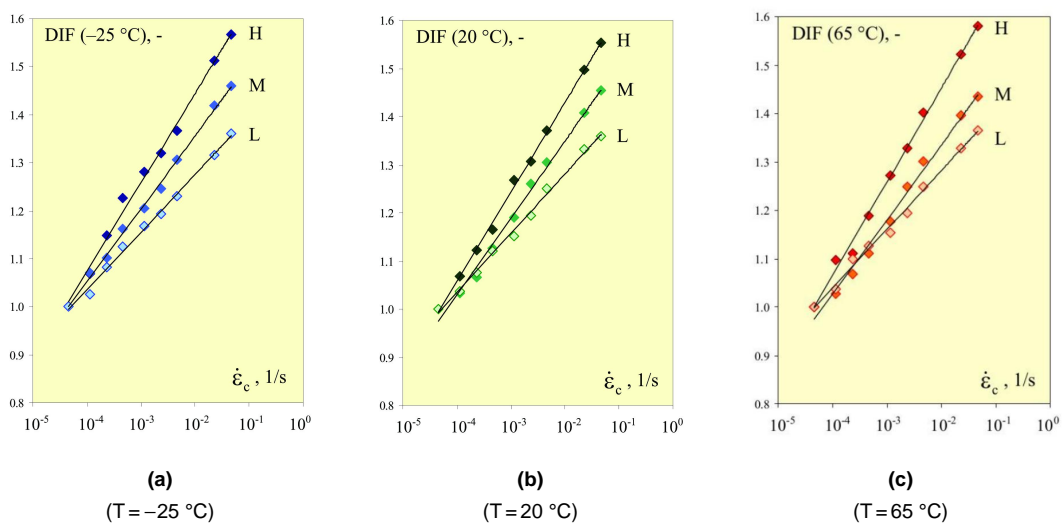 DIF (–25 °C), -
H
M
L
ε̇c , 1/s
1.6
1.5
1.4
1.3
1.2
1.1
1.0
0.9
0.8
10⁻⁵ 10⁻⁴ 10⁻³ 10⁻² 10⁻¹ 10⁰
(a)
(T = –25 °C)
DIF (20 °C), -
H
M
L
ε̇c , 1/s
1.6
1.5
1.4
1.3
1.2
1.1
1.0
0.9
0.8
10⁻⁵ 10⁻⁴ 10⁻³ 10⁻² 10⁻¹ 10⁰
(b)
(T = 20 °C)
DIF (65 °C), -
H
M
L
ε̇c , 1/s
1.6
1.5
1.4
1.3
1.2
1.1
1.0
0.9
0.8
10⁻⁵ 10⁻⁴ 10⁻³ 10⁻² 10⁻¹ 10⁰
(c)
(T = 65 °C)